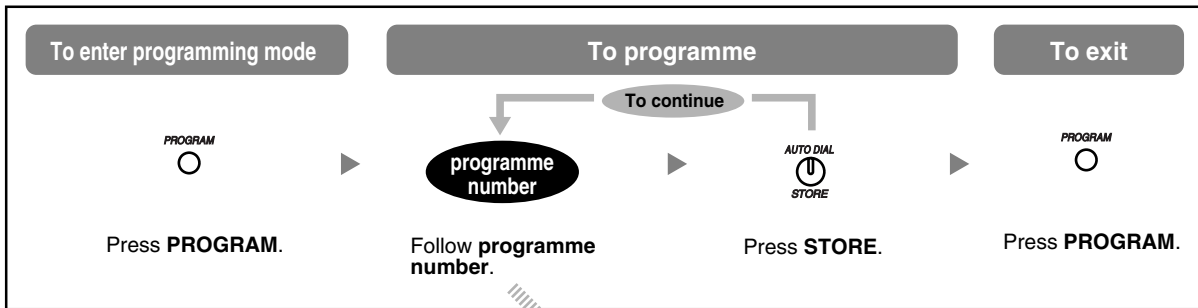 To enter programming mode
To programme
To exit
To continue
PROGRAM
programme
number
AUTO DIAL
STORE
PROGRAM
Press PROGRAM.
Follow programme
number.
Press STORE.
Press PROGRAM.